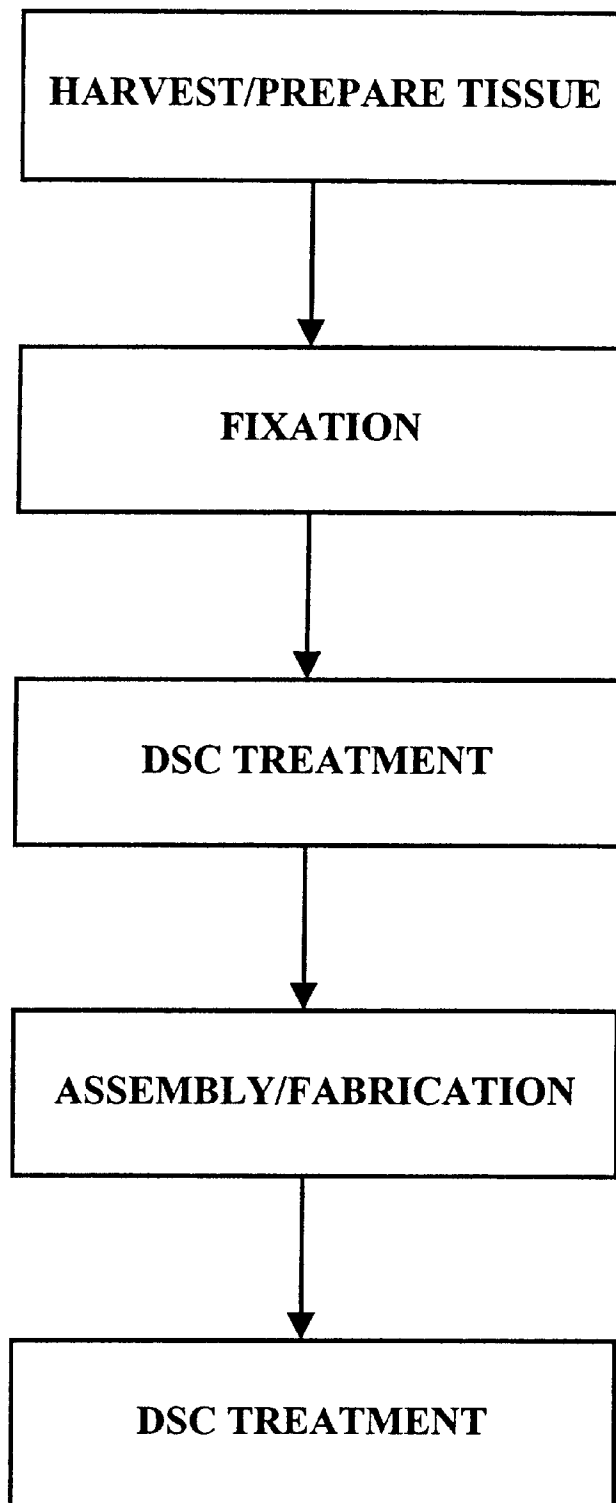 HARVEST/PREPARE TISSUE
FIXATION
DSC TREATMENT
ASSEMBLY/FABRICATION
DSC TREATMENT